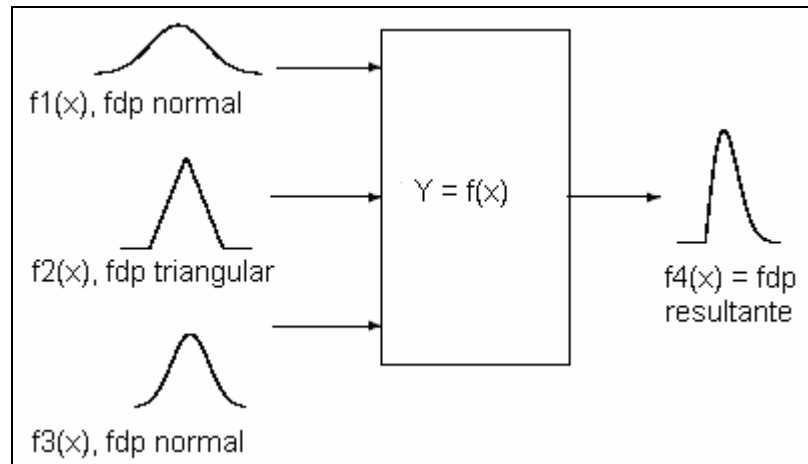 f1(x), fdp normal
f2(x), fdp triangular
f3(x), fdp normal
Y = f(x)
f4(x) = fdp
resultante